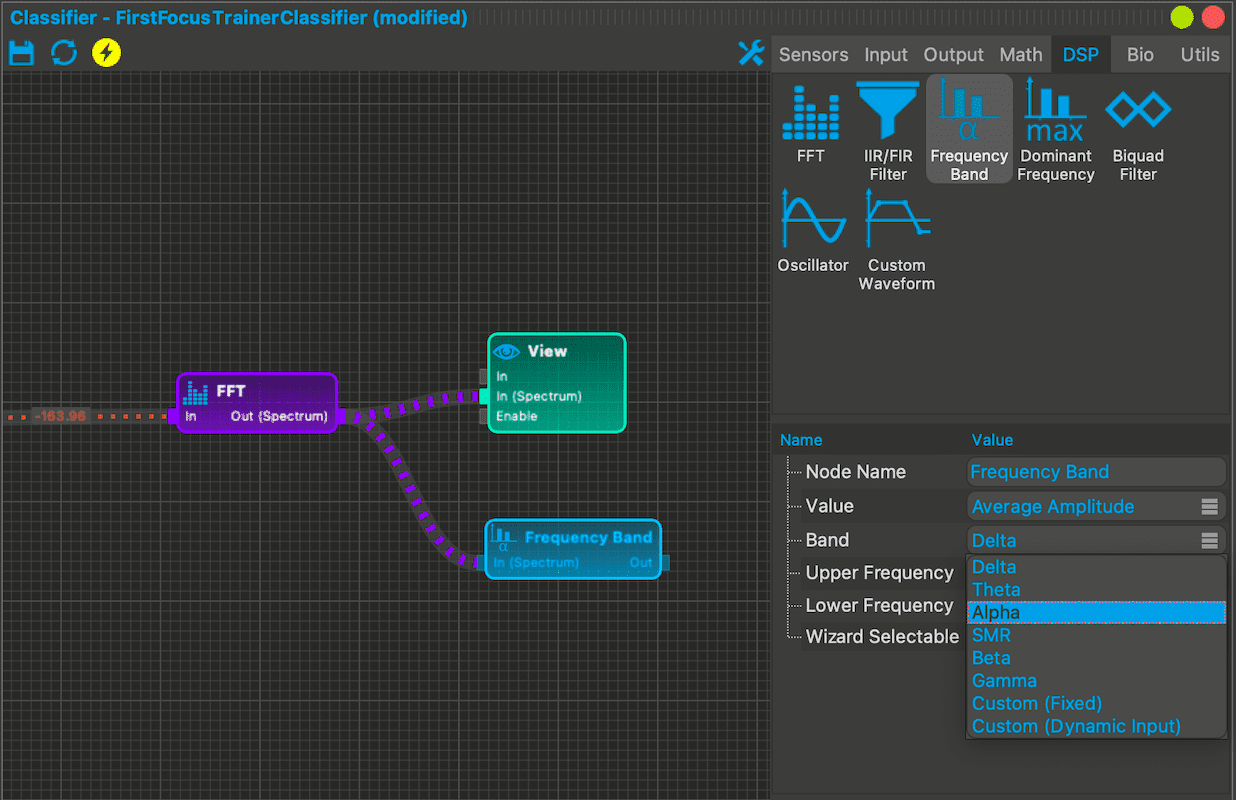 Classifier - FirstFocusTrainerClassifier (modified)
Sensors Input Output Math DSP Bio Utils
FFT
IIR/FIR
Filter
α
Frequency
Band
max
Dominant
Frequency
Biquad
Filter
Oscillator
Custom
Waveform
View
In
In (Spectrum)
Enable
FFT
In Out (Spectrum)
-163.96
α
Frequency Band
In (Spectrum) Out
Name Value
Node Name Frequency Band
Value Average Amplitude
Band Delta
Upper Frequency
Lower Frequency
Wizard Selectable
Delta
Theta
Alpha
SMR
Beta
Gamma
Custom (Fixed)
Custom (Dynamic Input)